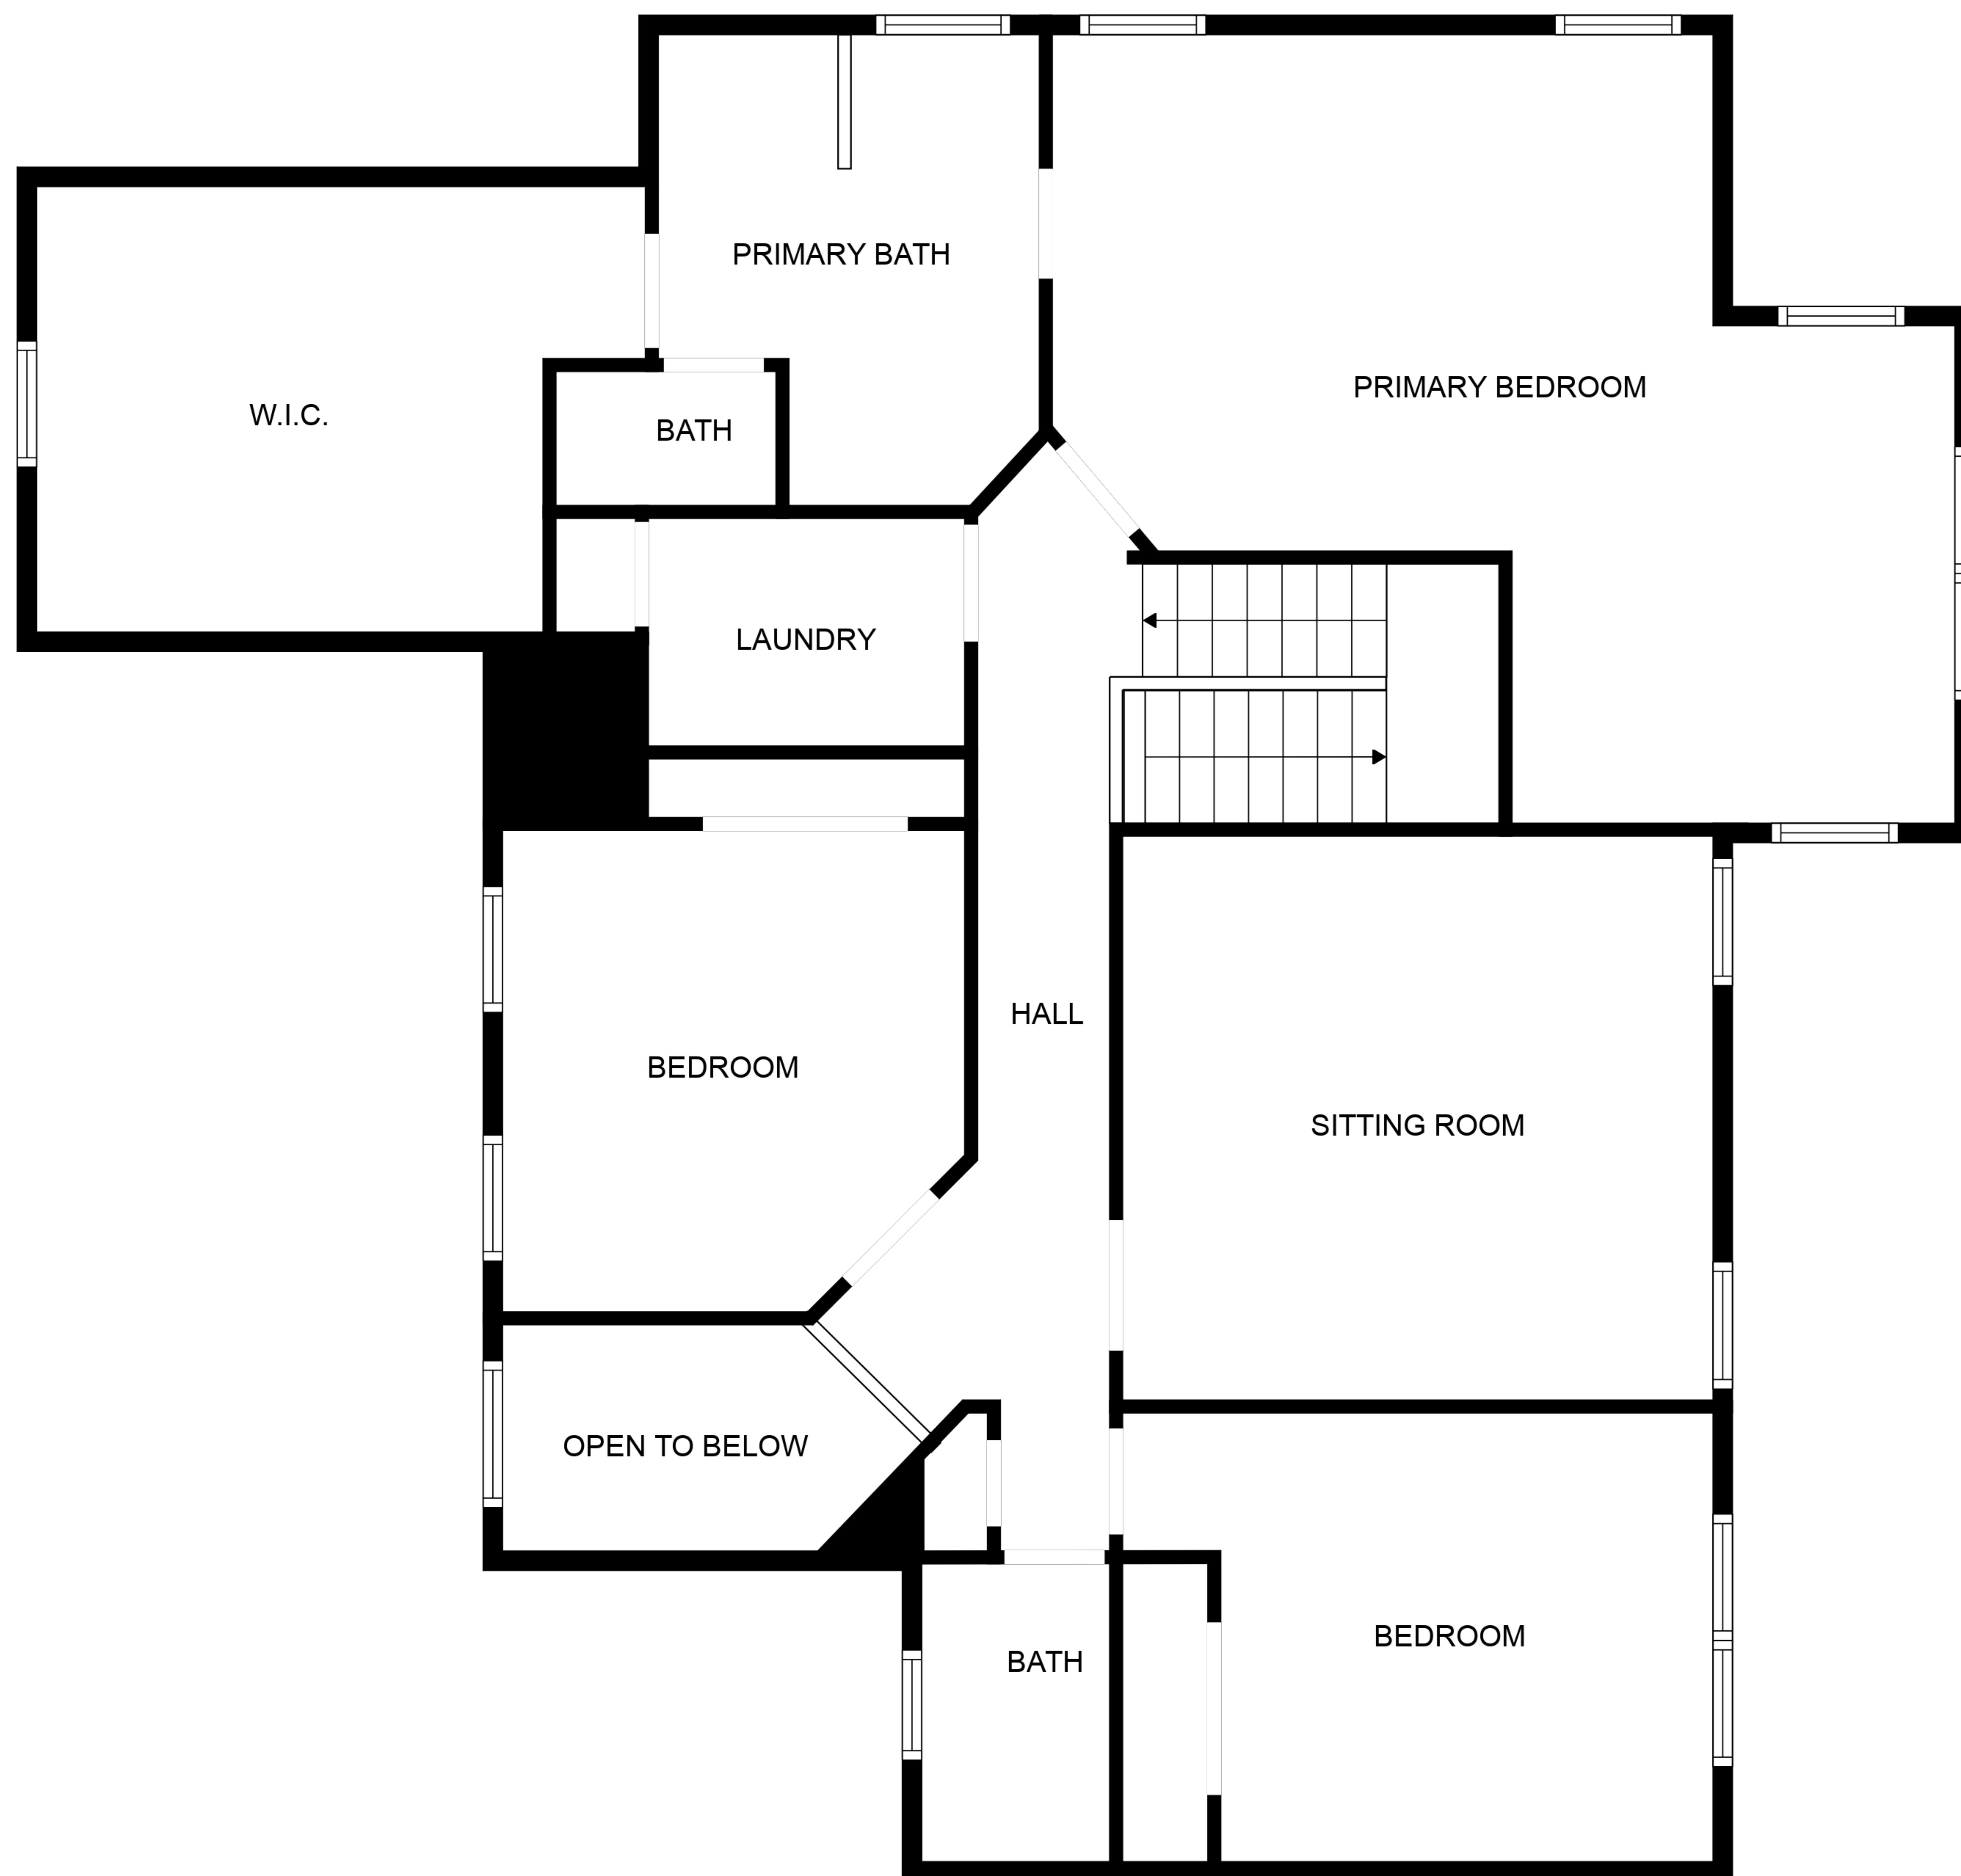 PRIMARY BATH
PRIMARY BEDROOM
W.I.C.
BATH
LAUNDRY
HALL
BEDROOM
SITTING ROOM
OPEN TO BELOW
BEDROOM
BATH